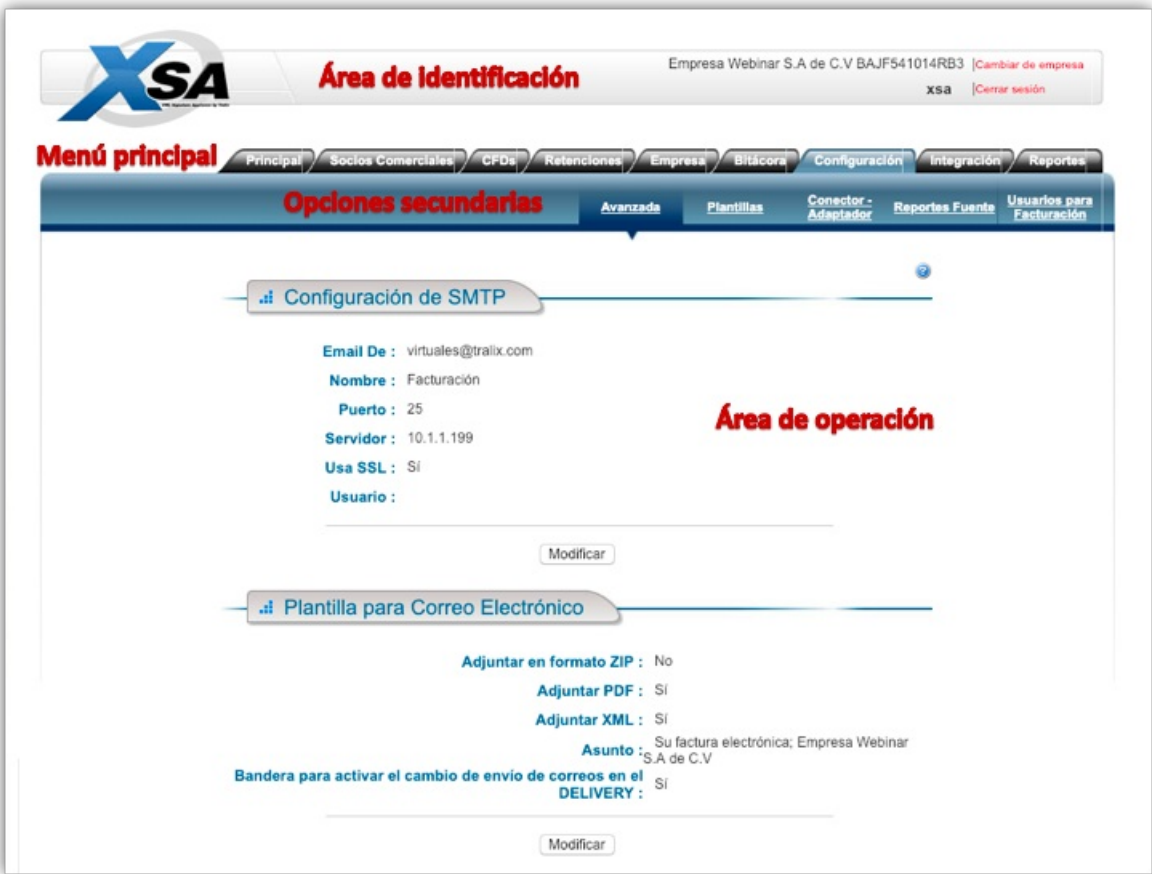 XSA
Área de identificación
Empresa Webinar S.A de C.V BAJF541014RB3 |Cambiar de empresa
xsa |Cerrar sesión
Menú principal
Principal Socios Comerciales CFDs Retenciones Empresa Bitácora Configuración Integración Reportes
Opciones secundarias
Avanzada Plantillas Conector - Adaptador Reportes Fuente Usuarios para Facturación
Configuración de SMTP
Email De : virtuales@tralix.com
Nombre : Facturación
Puerto : 25
Área de operación
Servidor : 10.1.1.199
Usa SSL : Sí
Usuario :
Modificar
Plantilla para Correo Electrónico
Adjuntar en formato ZIP : No
Adjuntar PDF : Sí
Adjuntar XML : Sí
Asunto : Su factura electrónica; Empresa Webinar
S.A de C.V
Bandera para activar el cambio de envío de correos en el
DELIVERY : Sí
Modificar